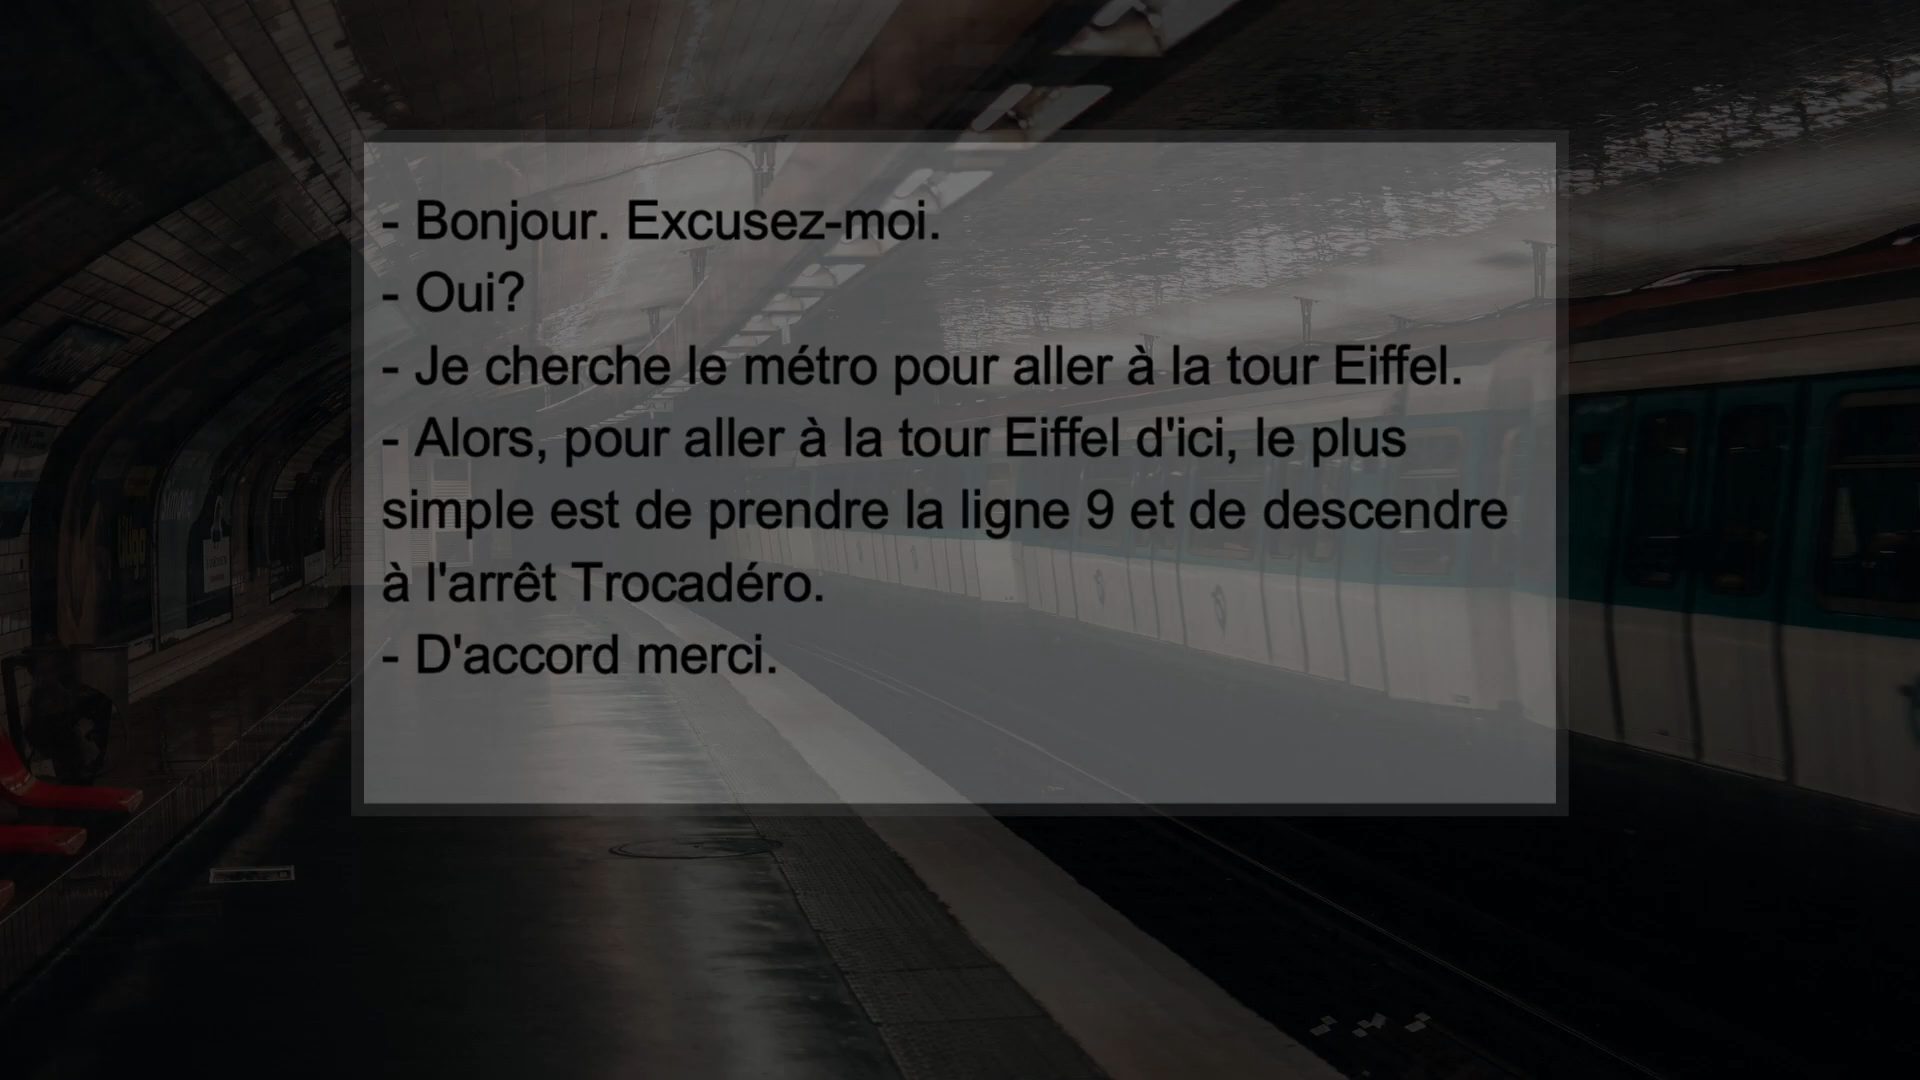 - Bonjour. Excusez-moi.
- Oui?
- Je cherche le métro pour aller à la tour Eiffel.
- Alors, pour aller à la tour Eiffel d'ici, le plus
simple est de prendre la ligne 9 et de descendre
à l'arrêt Trocadéro.
- D'accord merci.